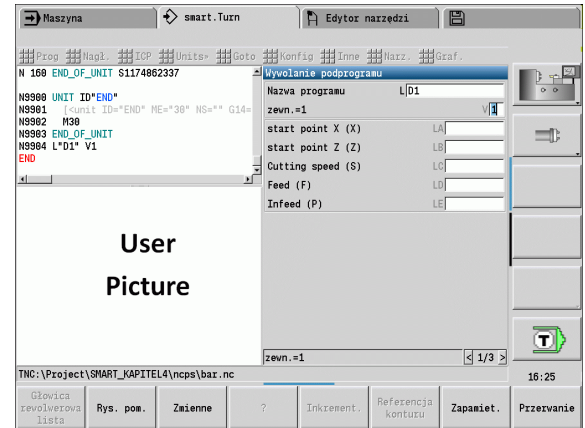 Maszyna
smart.Turn
Edytor narzędzi
Prog Nagł. ICP Units» Goto Konfig Inne Narz. Graf.
N 160 END_OF_UNIT S1174862337
N9900 UNIT ID"END"
N9901 [<unit ID="END" ME="30" NS="" G14=
N9902 M30
N9903 END_OF_UNIT
N9904 L"D1" V1
END
Wywołanie podprogramu
Nazwa programu L D1
zewn.=1 V 1
start point X (X) LA
start point Z (Z) LB
Cutting speed (S) LC
Feed (F) LD
Infeed (P) LE
User
Picture
zewn.=1 < 1/3 >
TNC:\Project\SMART_KAPITEL4\ncps\bar.nc
T
16:25
Głowica
rewolwerowa
lista
Rys. pom.
Zmienne
?
Inkrement.
Referencja
konturu
Zapamiet.
Przerwanie